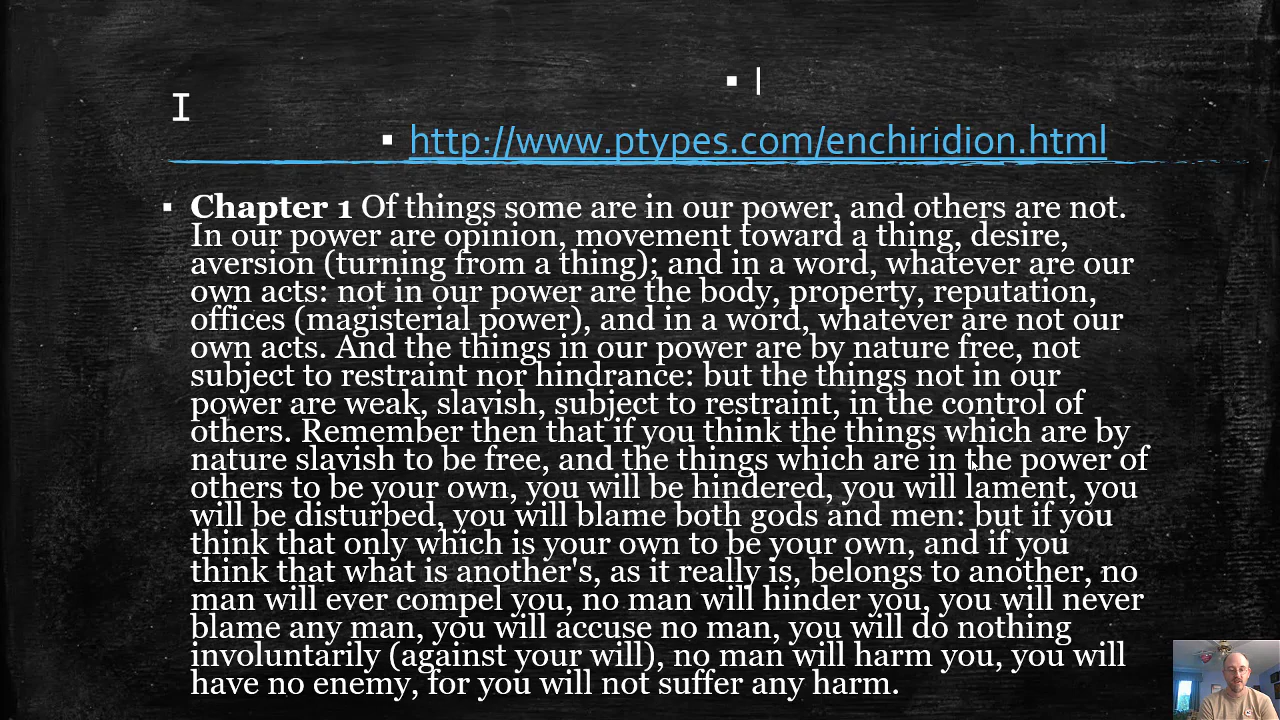 I
I
http://www.ptypes.com/enchiridion.html
Chapter 1 Of things some are in our power, and others are not.
In our power are opinion, movement toward a thing, desire,
aversion (turning from a thing); and in a word, whatever are our
own acts: not in our power are the body, property, reputation,
offices (magisterial power), and in a word, whatever are not our
own acts. And the things in our power are by nature free, not
subject to restraint nor hindrance: but the things not in our
power are weak, slavish, subject to restraint, in the control of
others. Remember then that if you think the things which are by
nature slavish to be free, and the things which are in the power of
others to be your own, you will be hindered, you will lament, you
will be disturbed, you will blame both gods and men: but if you
think that only which is your own to be your own, and if you
think that what is another's, as it really is, belongs to another, no
man will ever compel you, no man will hinder you, you will never
blame any man, you will accuse no man, you will do nothing
involuntarily (against your will), no man will harm you, you will
have no enemy, for you will not suffer any harm.